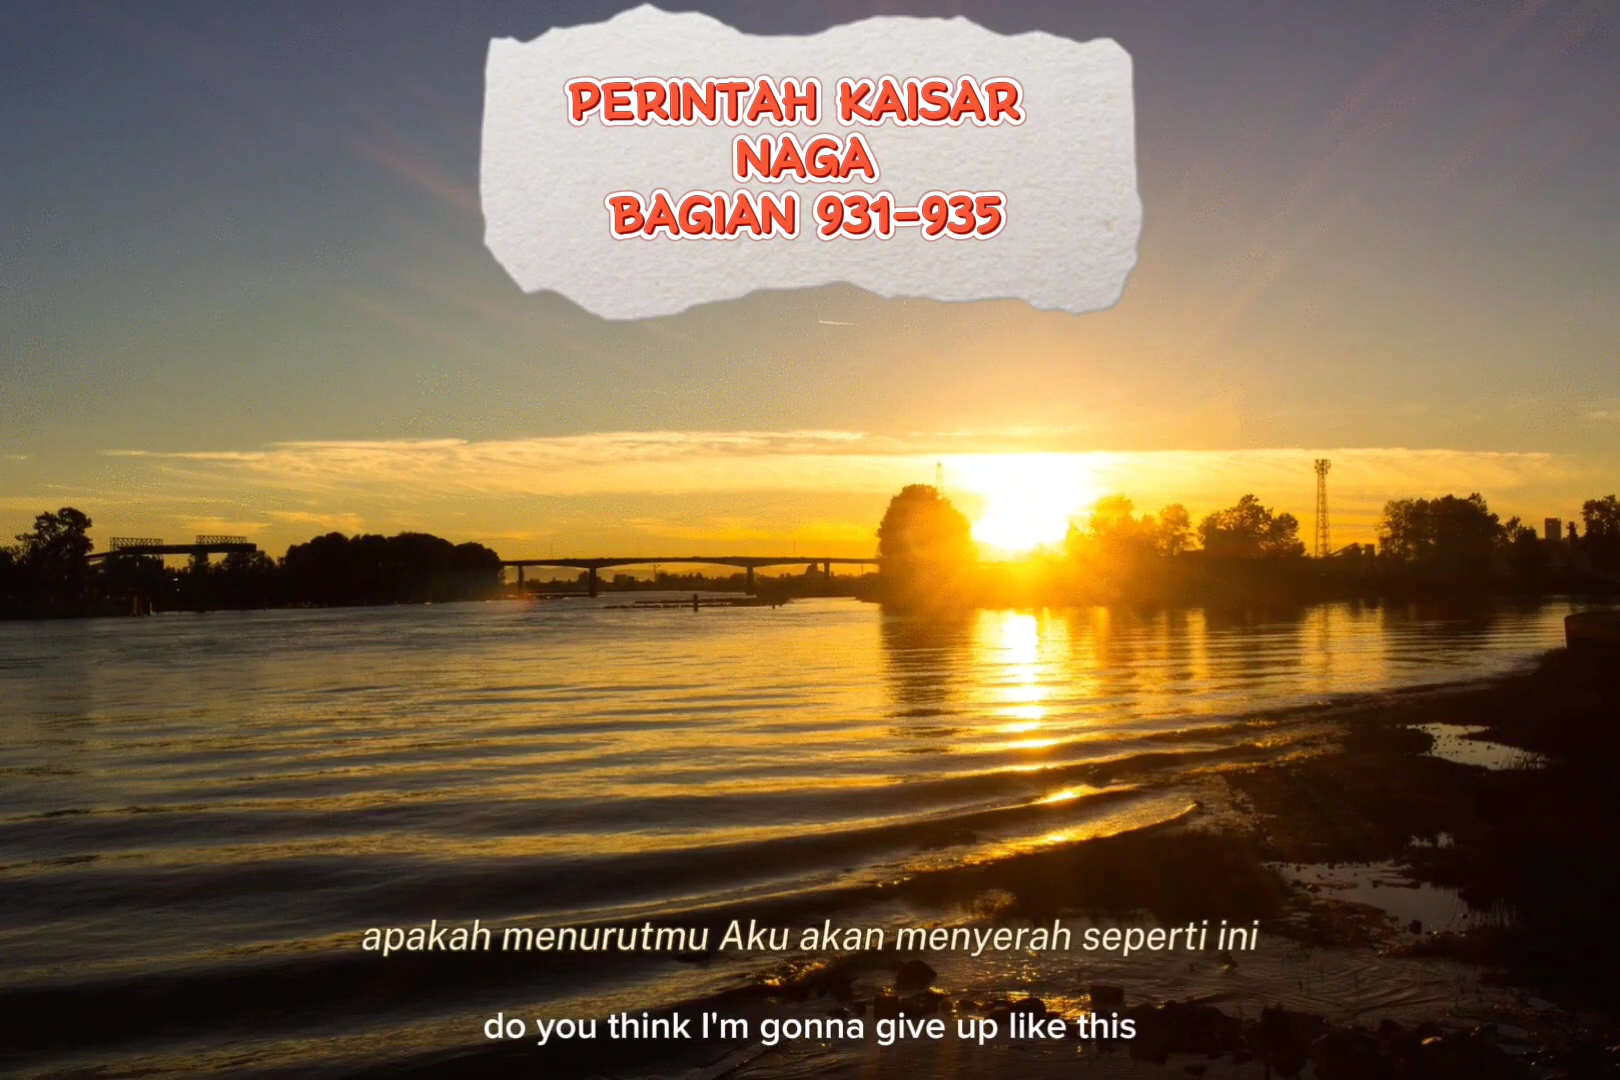 PERINTAH KAISAR
NAGA
BAGIAN 931-935
apakah menurutmu Aku akan menyerah seperti ini
do you think I'm gonna give up like this